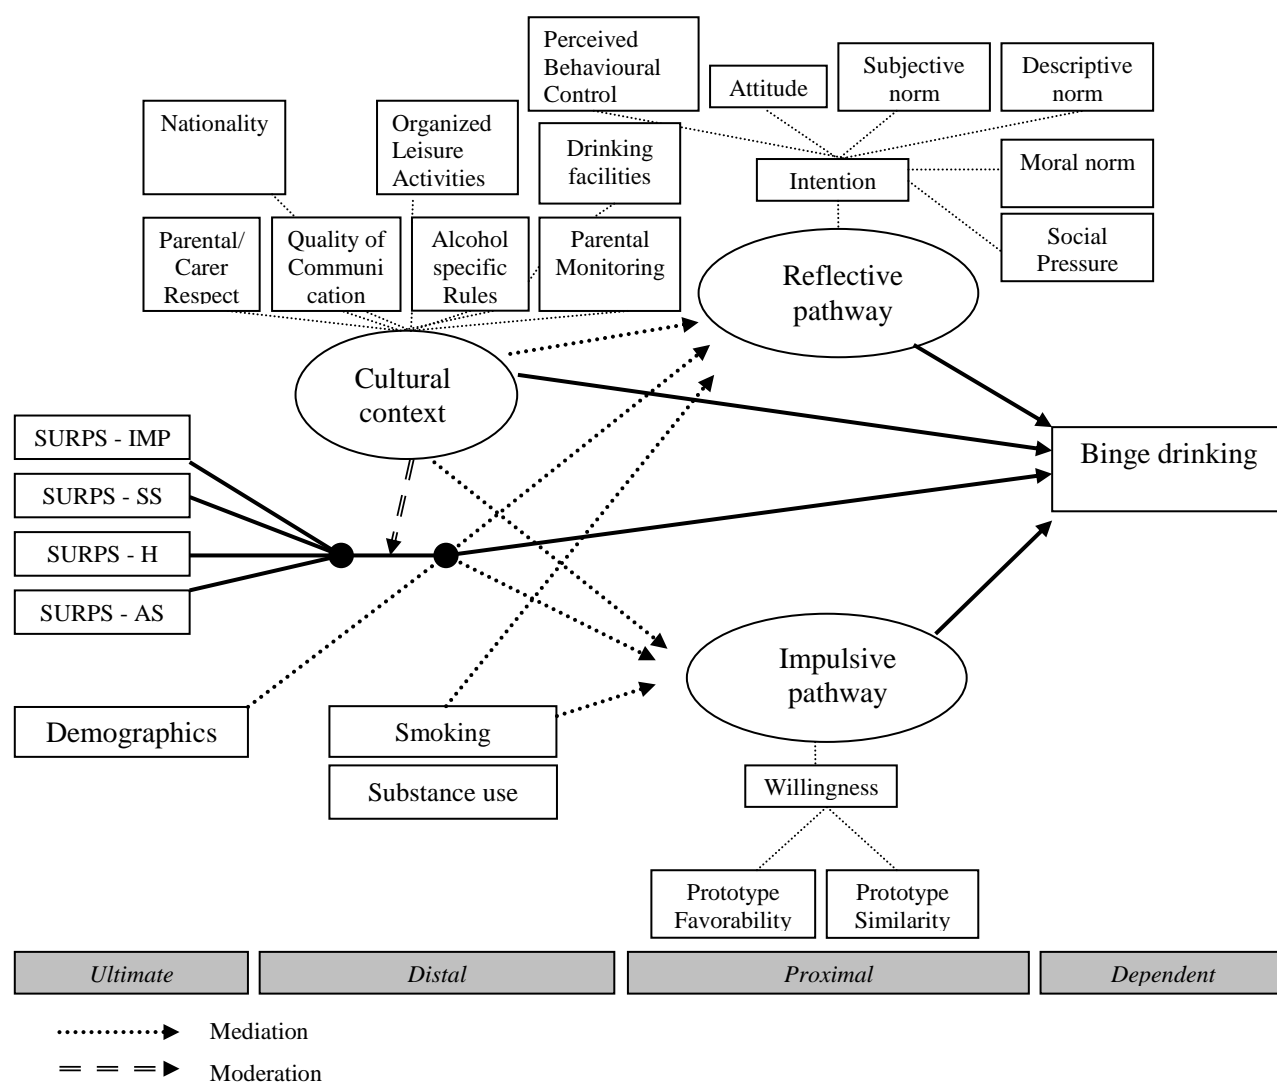 Perceived
Behavioural
Control
Attitude
Subjective
norm
Descriptive
norm
Nationality
Organized
Leisure
Activities
Drinking
facilities
Intention
Moral norm
Parental/
Carer
Respect
Quality of
Communi
cation
Alcohol
specific
Rules
Parental
Monitoring
Social
Pressure
Reflective
pathway
Cultural
context
SURPS - IMP
SURPS - SS
SURPS - H
SURPS - AS
Binge drinking
Impulsive
pathway
Demographics
Smoking
Substance use
Willingness
Prototype
Favorability
Prototype
Similarity
Ultimate
Distal
Proximal
Dependent
Mediation
Moderation